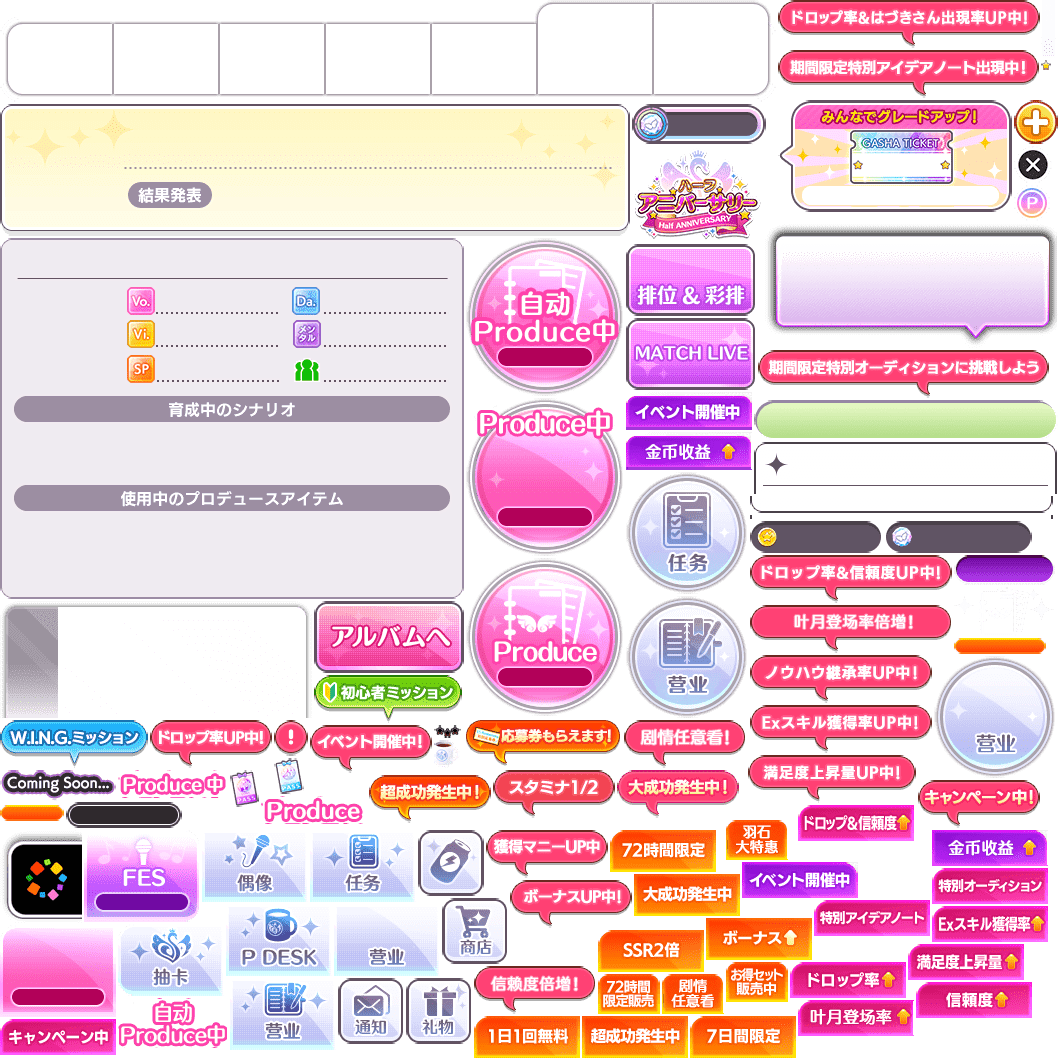 ドロップ率&はづきさん出現率UP中!
期間限定特別アイデアノート出現中!
みんなでグレードアップ!
GASHA TICKET
P
結果発表
ハーフ
アニバーサリー
Half ANNIVERSARY
Vo.
Da.
Vi.
メンタル
SP
育成中のシナリオ
使用中のプロデュースアイテム
自动
Produce中
Produce中
Produce
排位 & 彩排
MATCH LIVE
イベント開催中
金币收益
任务
营业
期間限定特別オーディションに挑戦しよう
ドロップ率&信頼度UP中!
叶月登场率倍増!
ノウハウ継承率UP中!
Exスキル獲得率UP中!
満足度上昇量UP中!
营业
キャンペーン中!
アルバムへ
初心者ミッション
W.I.N.G.ミッション
ドロップ率UP中!
!
イベント開催中!
応募券もらえます!
剧情任意看!
Coming Soon...
Produce中
PASS
PASS
Produce
超成功発生中!
スタミナ1/2
大成功発生中!
FES
偶像
任务
獲得マニーUP中
72時間限定
羽石
大特惠
ドロップ&信頼度
金币收益
ボーナスUP中!
大成功発生中
イベント開催中
特別オーディション
P DESK
营业
商店
特別アイデアノート
Exスキル獲得率
抽卡
SSR2倍
ボーナス
満足度上昇量
信頼度倍増!
72時間
限定販売
剧情
任意看
お得セット
販売中
ドロップ率
信頼度
キャンペーン中
自动
Produce中
营业
通知
礼物
1日1回無料
超成功発生中
7日間限定
叶月登场率